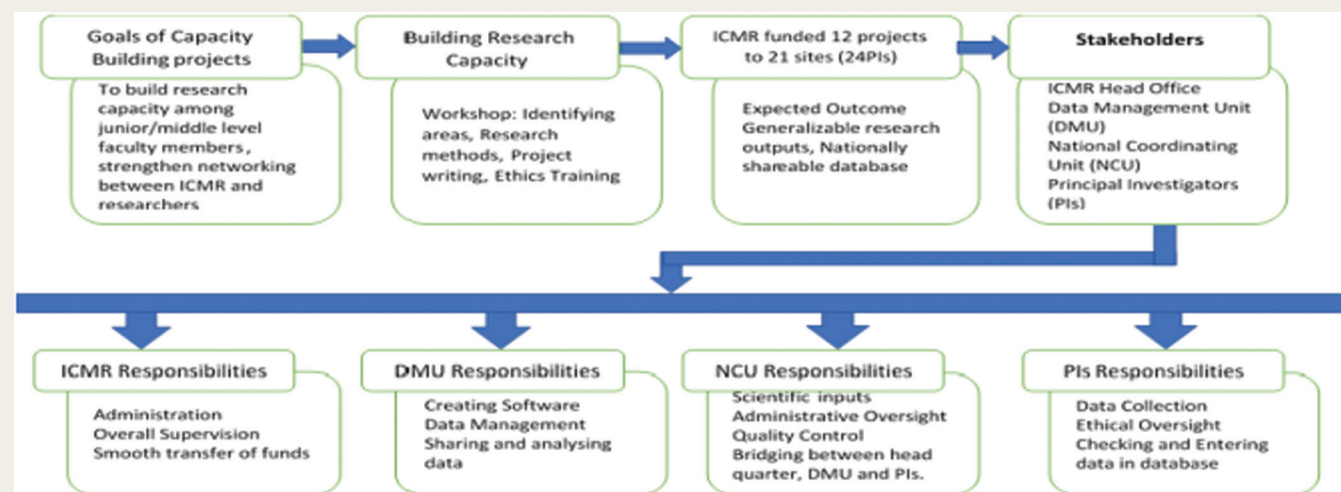 Goals of Capacity
Building projects
To build research
capacity among
junior/middle level
faculty members,
strengthen networking
between ICMR and
researchers
Building Research
Capacity
Workshop: Identifying
areas, Research
methods, Project
writing, Ethics Training
ICMR funded 12 projects
to 21 sites (24PIs)
Expected Outcome
Generalizable research
outputs, Nationally
shareable database
Stakeholders
ICMR Head Office
Data Management Unit
(DMU)
National Coordinating
Unit (NCU)
Principal Investigators
(PIs)
ICMR Responsibilities
Administration
Overall Supervision
Smooth transfer of funds
DMU Responsibilities
Creating Software
Data Management
Sharing and analysing
data
NCU Responsibilities
Scientific inputs
Administrative Oversight
Quality Control
Bridging between head
quarter, DMU and PIs.
PIs Responsibilities
Data Collection
Ethical Oversight
Checking and Entering
data in database